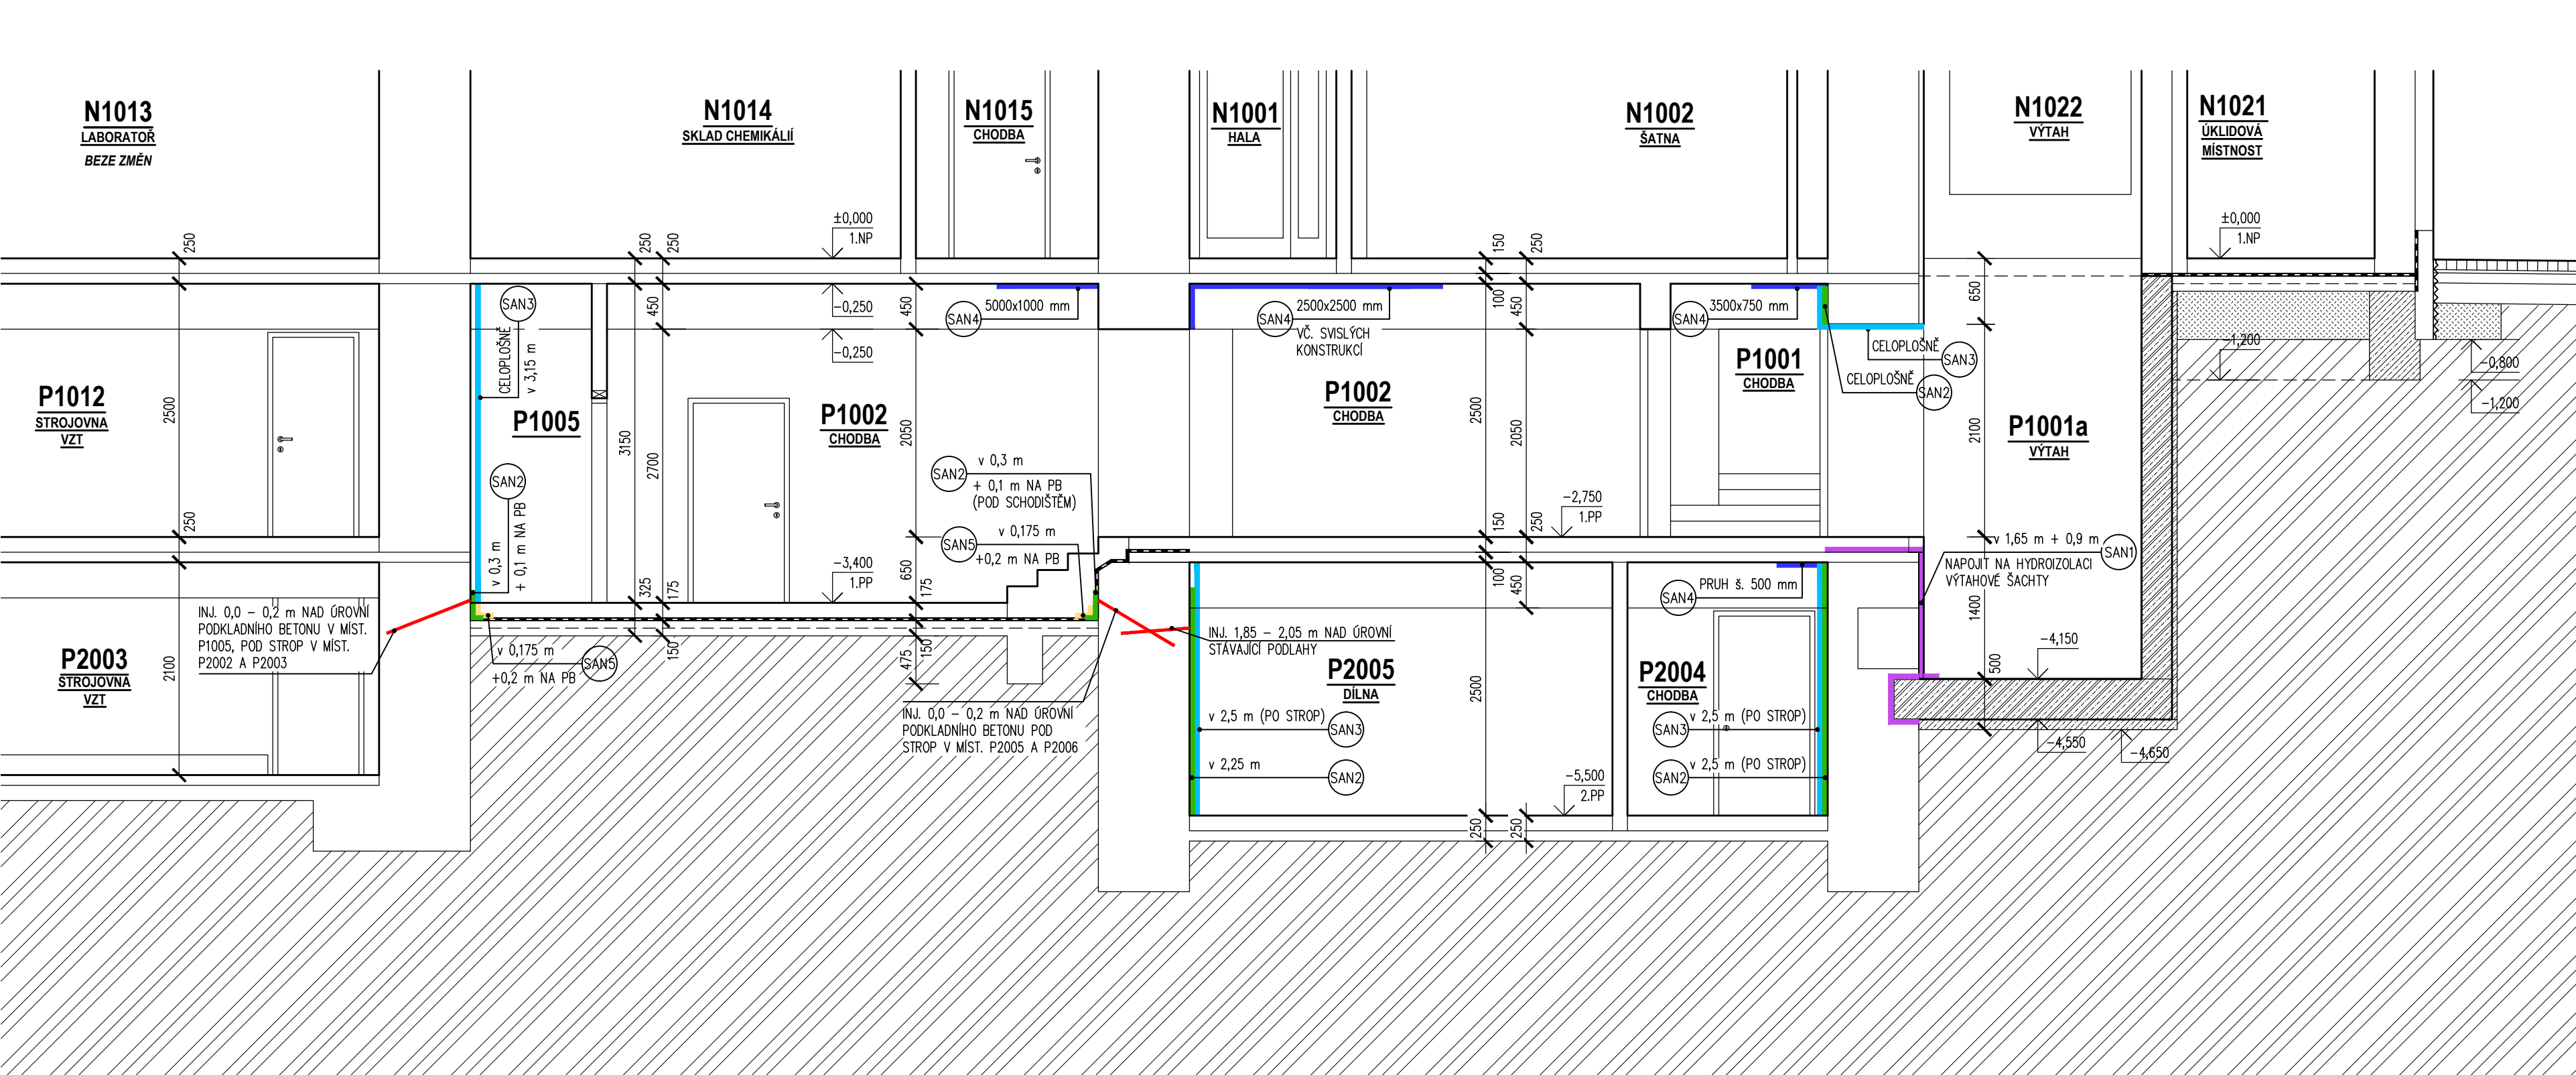 N1013
LABORATOŘ
BEZE ZMĚN
N1014
SKLAD CHEMIKÁLIÍ
N1015
CHODBA
N1001
HALA
N1002
ŠATNA
N1022
VÝTAH
N1021
ÚKLIDOVÁ
MÍSTNOST
±0,000
1.NP
±0,000
1.NP
250
250
250
150
250
SAN3
CELOPLOŠNĚ
v 3,15 m
450
-0,250
-0,250
450
SAN4
5000x1000 mm
SAN4
2500x2500 mm
VČ. SVISLÝCH
KONSTRUKCÍ
100
450
SAN4
3500x750 mm
650
CELOPLOŠNĚ
SAN3
CELOPLOŠNĚ
SAN2
-1,200
-0,800
-1,200
P1012
STROJOVNA
VZT
2500
P1005
3150
2700
P1002
CHODBA
2050
P1002
CHODBA
2500
2050
P1001
CHODBA
2100
P1001a
VÝTAH
SAN2
v 0,3 m
+ 0,1 m NA PB
SAN2
v 0,3 m
+ 0,1 m NA PB
(POD SCHODIŠTĚM)
SAN5
v 0,175 m
+0,2 m NA PB
-2,750
1.PP
250
150
250
v 1,65 m + 0,9 m
SAN1
NAPOJIT NA HYDROIZOLACI
VÝTAHOVÉ ŠACHTY
325
175
-3,400
1.PP
650
175
100
450
SAN4
PRUH š. 500 mm
1400
INJ. 0,0 - 0,2 m NAD ÚROVNÍ
PODKLADNÍHO BETONU V MÍST.
P1005, POD STROP V MÍST.
P2002 A P2003
P2003
STROJOVNA
VZT
2100
v 0,175 m
+0,2 m NA PB
SAN5
150
475
150
INJ. 1,85 - 2,05 m NAD ÚROVNÍ
STÁVAJÍCÍ PODLAHY
P2005
DÍLNA
2500
P2004
CHODBA
-4,150
500
INJ. 0,0 - 0,2 m NAD ÚROVNÍ
PODKLADNÍHO BETONU POD
STROP V MÍST. P2005 A P2006
v 2,5 m (PO STROP)
SAN3
SAN3
v 2,5 m (PO STROP)
v 2,25 m
SAN2
SAN2
v 2,5 m (PO STROP)
-4,550
-4,650
-5,500
2.PP
250
250